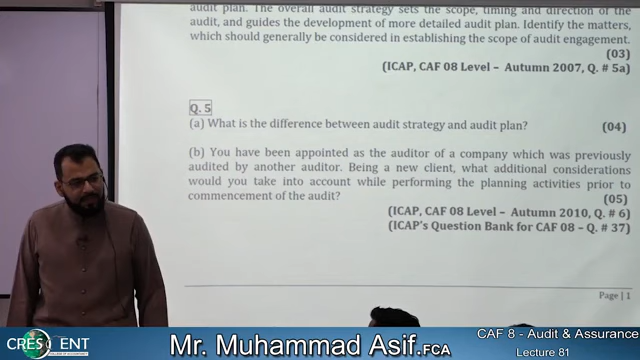 audit plan. The overall audit strategy sets the scope, timing and direction of the
audit, and guides the development of more detailed audit plan. Identify the matters,
which should generally be considered in establishing the scope of audit engagement.
(03)
(ICAP, CAF 08 Level – Autumn 2007, Q. # 5a)
Q. 5
(a) What is the difference between audit strategy and audit plan? (04)
(b) You have been appointed as the auditor of a company which was previously
audited by another auditor. Being a new client, what additional considerations
would you take into account while performing the planning activities prior to
commencement of the audit? (05)
(ICAP, CAF 08 Level – Autumn 2010, Q. # 6)
(ICAP's Question Bank for CAF 08 – Q. # 37)
Page | 1
CRESCENT
Mr. Muhammad Asif.FCA
CAF 8 - Audit & Assurance
Lecture 81